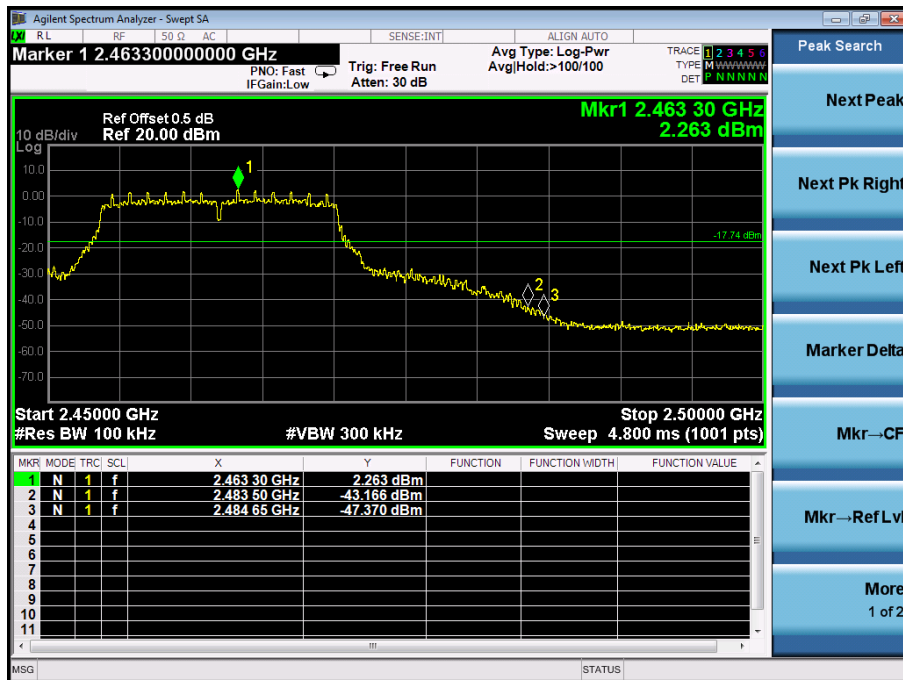 Agilent Spectrum Analyzer - Swept SA
LXI RL RF 50 Ω AC SENSE:INT ALIGN AUTO
Marker 1 2.463300000000 GHz
PNO: Fast
IFGain:Low
Trig: Free Run
Atten: 30 dB
Avg Type: Log-Pwr
Avg|Hold:>100/100
TRACE 1 2 3 4 5 6
TYPE M W W W W W
DET P N N N N N
Peak Search
Next Peak
Next Pk Right
Next Pk Left
Marker Delta
Mkr→CF
Mkr→Ref Lvl
More
1 of 2
Mkr1 2.463 30 GHz
2.263 dBm
Ref Offset 0.5 dB
10 dB/div Ref 20.00 dBm
Log
10.0
0.00
-10.0
-20.0
-30.0
-40.0
-50.0
-60.0
-70.0
1
-17.74 dBm
2
3
Start 2.45000 GHz Stop 2.50000 GHz
#Res BW 100 kHz #VBW 300 kHz Sweep 4.800 ms (1001 pts)
MKR MODE TRC SCL X Y FUNCTION FUNCTION WIDTH FUNCTION VALUE
1 N 1 f 2.463 30 GHz 2.263 dBm
2 N 1 f 2.483 50 GHz -43.166 dBm
3 N 1 f 2.484 65 GHz -47.370 dBm
4
5
6
7
8
9
10
11
MSG STATUS